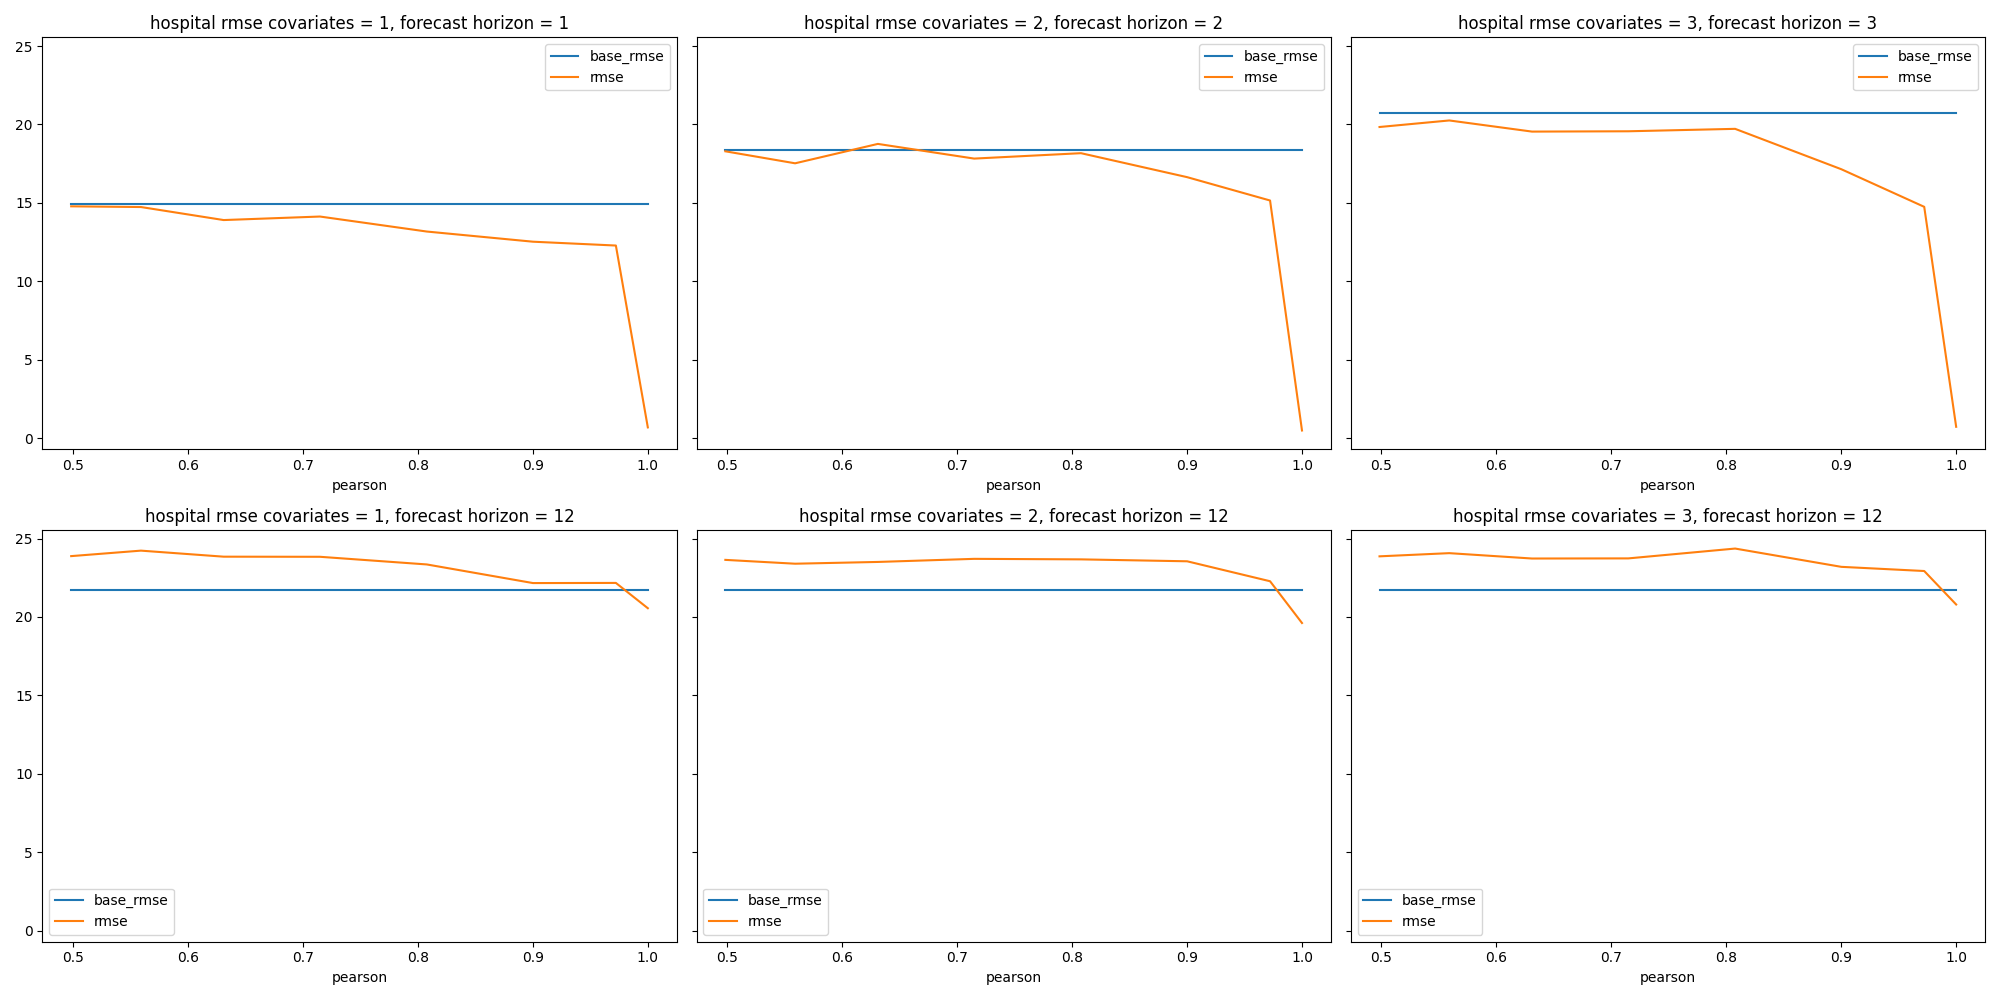 hospital rmse covariates = 1, forecast horizon = 1
25
20
15
10
5
0
base_rmse
rmse
0.5 0.6 0.7 0.8 0.9 1.0
pearson
hospital rmse covariates = 2, forecast horizon = 2
base_rmse
rmse
0.5 0.6 0.7 0.8 0.9 1.0
pearson
hospital rmse covariates = 3, forecast horizon = 3
base_rmse
rmse
0.5 0.6 0.7 0.8 0.9 1.0
pearson
hospital rmse covariates = 1, forecast horizon = 12
25
20
15
10
5
0
base_rmse
rmse
0.5 0.6 0.7 0.8 0.9 1.0
pearson
hospital rmse covariates = 2, forecast horizon = 12
base_rmse
rmse
0.5 0.6 0.7 0.8 0.9 1.0
pearson
hospital rmse covariates = 3, forecast horizon = 12
base_rmse
rmse
0.5 0.6 0.7 0.8 0.9 1.0
pearson